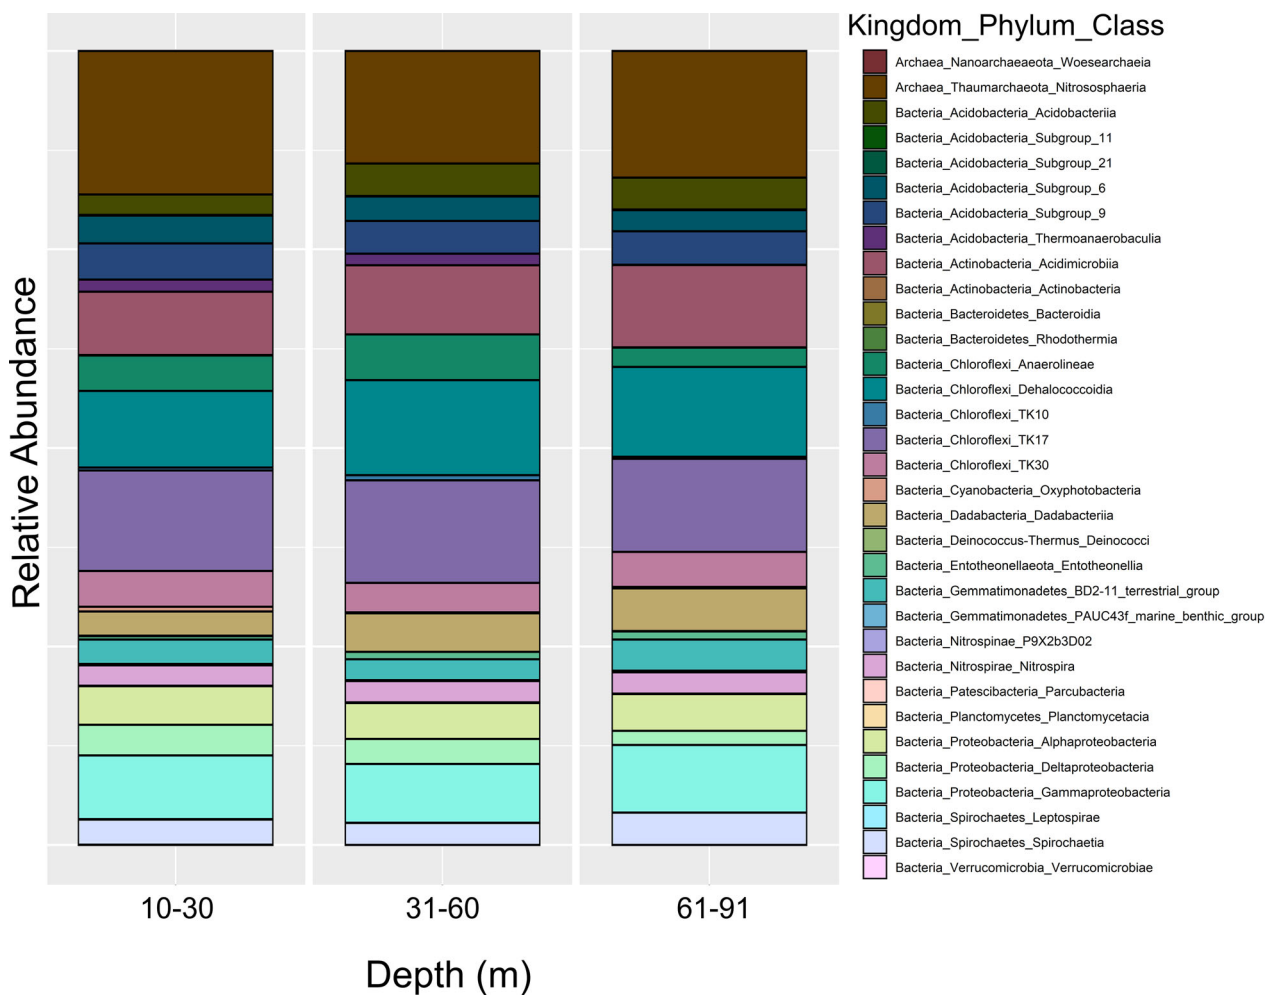 Kingdom_Phylum_Class
Archaea_Nanoarchaeaeota_Woesearchaeia
Archaea_Thaumarchaeota_Nitrososphaeria
Bacteria_Acidobacteria_Acidobacteriia
Bacteria_Acidobacteria_Subgroup_11
Bacteria_Acidobacteria_Subgroup_21
Bacteria_Acidobacteria_Subgroup_6
Bacteria_Acidobacteria_Subgroup_9
Bacteria_Acidobacteria_Thermoanaerobaculia
Bacteria_Actinobacteria_Acidimicrobiia
Bacteria_Actinobacteria_Actinobacteria
Bacteria_Bacteroidetes_Bacteroidia
Bacteria_Bacteroidetes_Rhodothermia
Bacteria_Chloroflexi_Anaerolineae
Bacteria_Chloroflexi_Dehalococcoidia
Bacteria_Chloroflexi_TK10
Bacteria_Chloroflexi_TK17
Bacteria_Chloroflexi_TK30
Bacteria_Cyanobacteria_Oxyphotobacteria
Bacteria_Dadabacteria_Dadabacteriia
Bacteria_Deinococcus-Thermus_Deinococci
Bacteria_Entotheonellaeota_Entotheonellia
Bacteria_Gemmatimonadetes_BD2-11_terrestrial_group
Bacteria_Gemmatimonadetes_PAUC43f_marine_benthic_group
Bacteria_Nitrospinae_P9X2b3D02
Bacteria_Nitrospirae_Nitrospira
Bacteria_Patescibacteria_Parcubacteria
Bacteria_Planctomycetes_Planctomycetacia
Bacteria_Proteobacteria_Alphaproteobacteria
Bacteria_Proteobacteria_Deltaproteobacteria
Bacteria_Proteobacteria_Gammaproteobacteria
Bacteria_Spirochaetes_Leptospirae
Bacteria_Spirochaetes_Spirochaetia
Bacteria_Verrucomicrobia_Verrucomicrobiae
Relative Abundance
10-30
31-60
61-91
Depth (m)